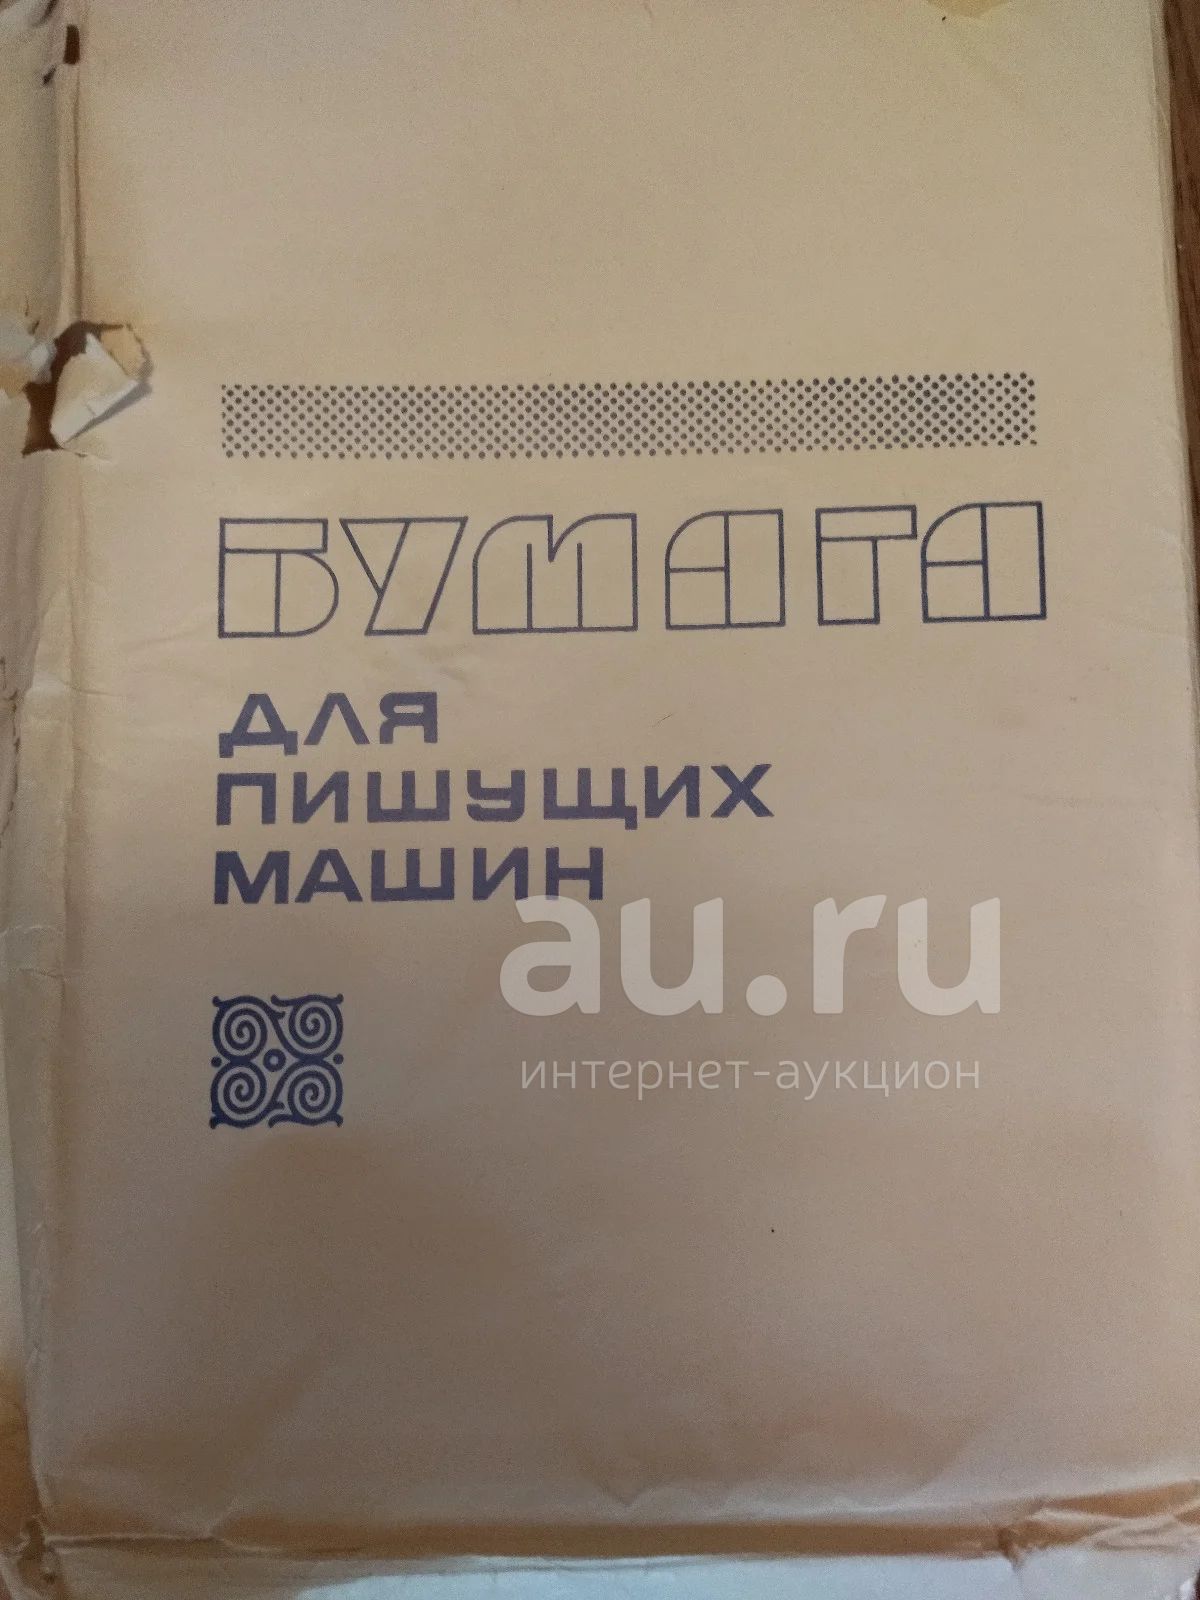 БУМАГА
ДЛЯ
ПИШУЩИХ
МАШИН
au.ru
интернет-аукцион